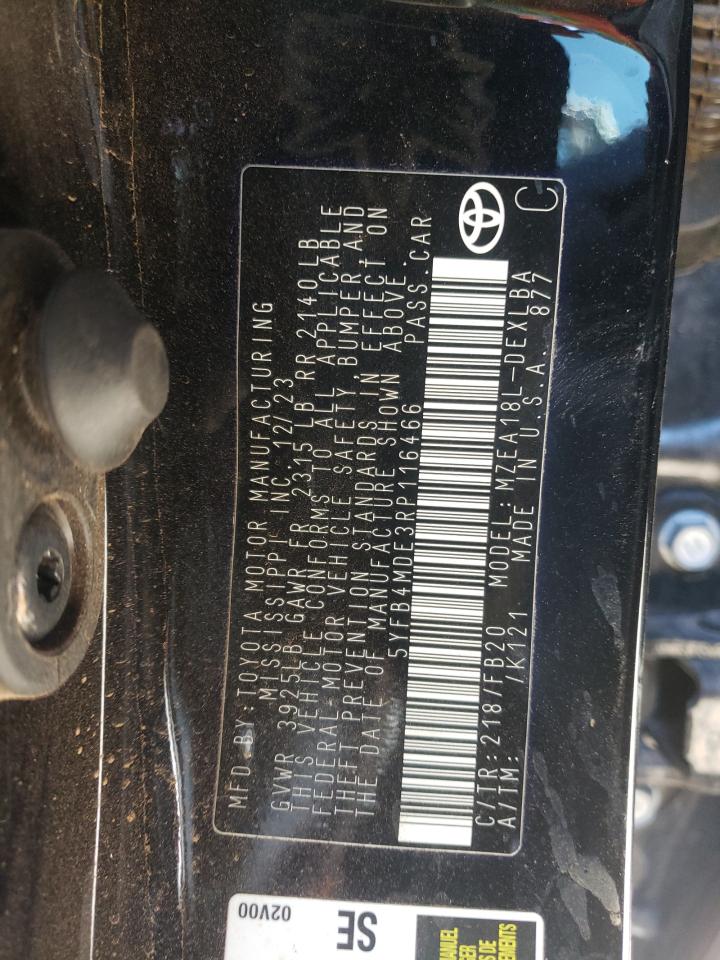 MFD. BY: TOYOTA MOTOR MANUFACTURING
MISSISSIPPI, INC. 12/23
GVWR 3925LB GAWR FR 2315 LB RR 2140LB
THIS VEHICLE CONFORMS TO ALL APPLICABLE
FEDERAL-MOTOR VEHICLE SAFETY, BUMPER, AND
THEFT PREVENTION STANDARDS IN EFFECT ON
THE DATE OF MANUFACTURE SHOWN ABOVE.
5YFB4MDE3RP116466 PASS. CAR
C/TR: 218/FB20 MODEL: MZEA18L-DEXLBA
A/TM: /K121 MADE IN U.S.A. 877
C
02V00
SE